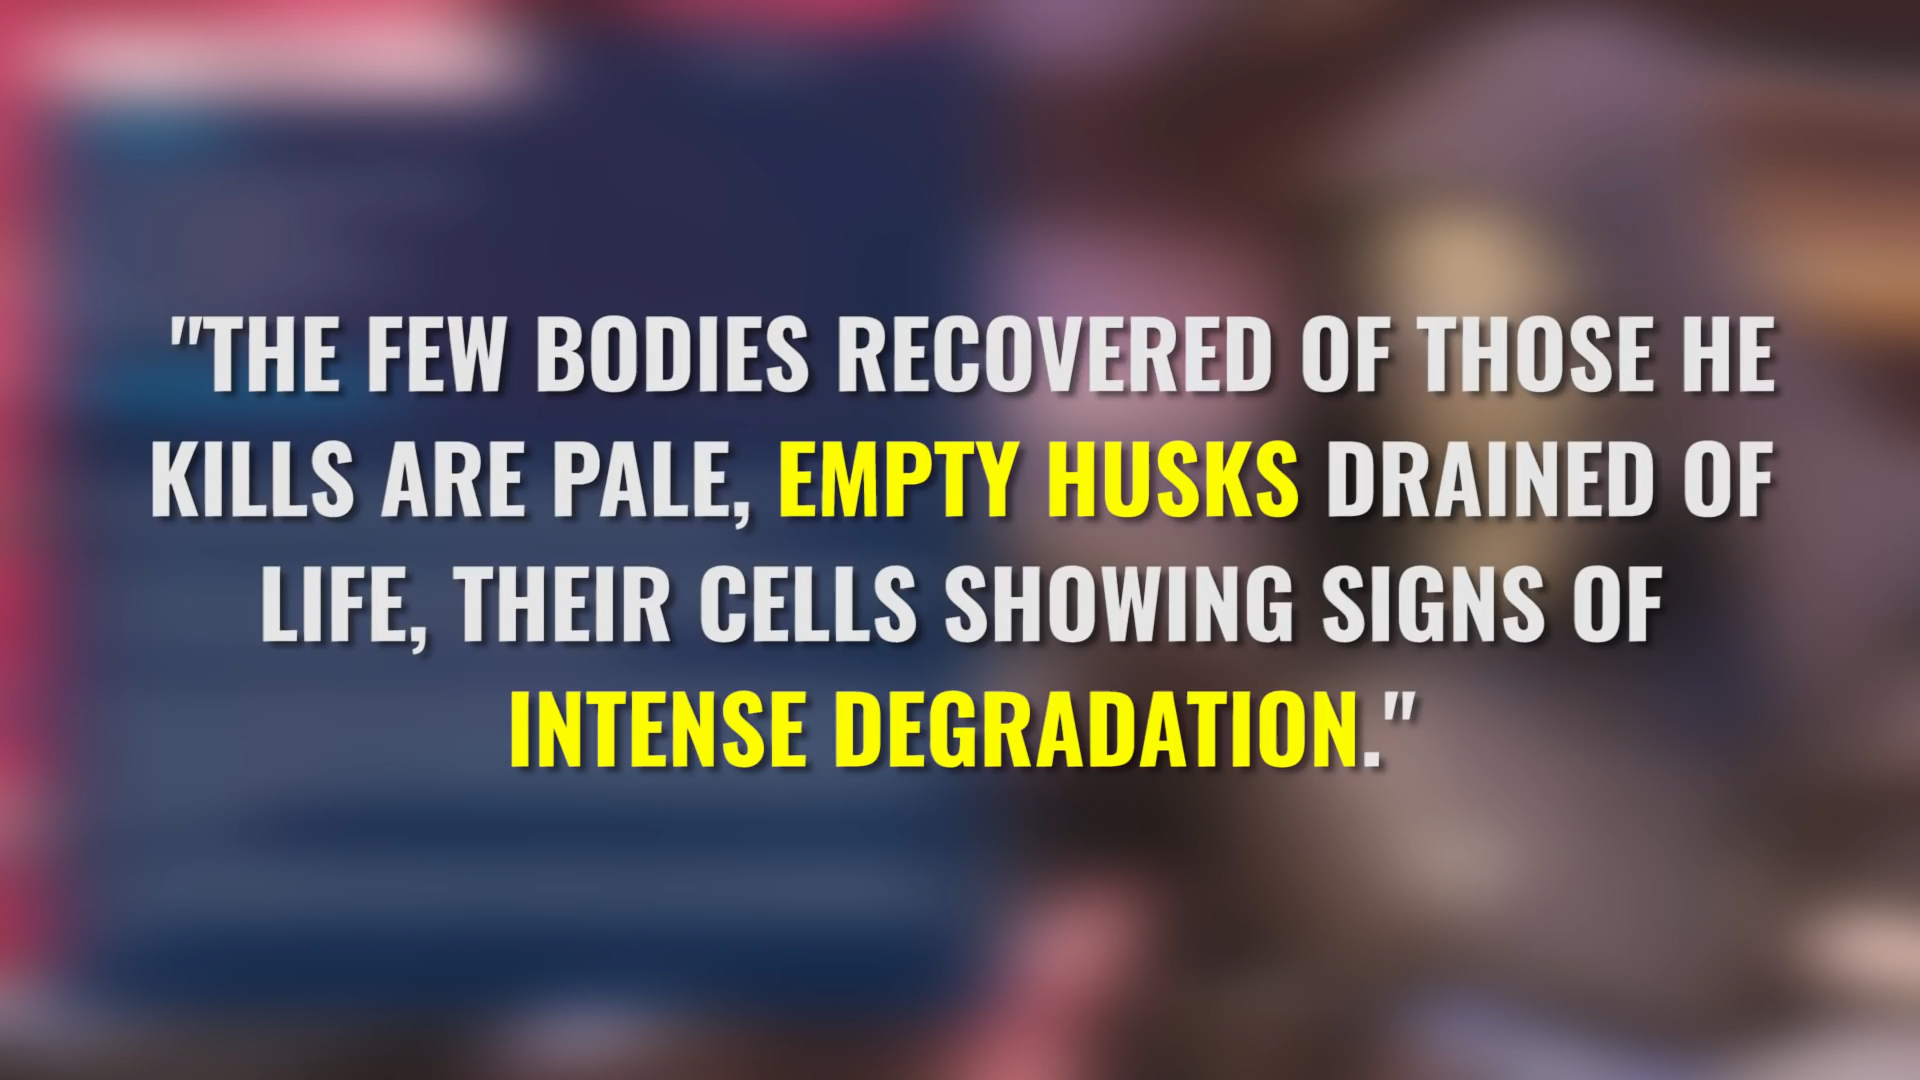 "THE FEW BODIES RECOVERED OF THOSE HE
KILLS ARE PALE, EMPTY HUSKS DRAINED OF
LIFE, THEIR CELLS SHOWING SIGNS OF
INTENSE DEGRADATION."